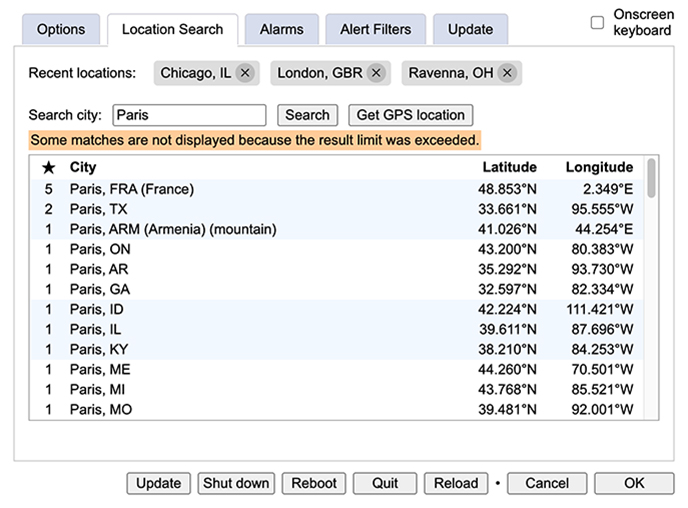 Options Location Search Alarms Alert Filters Update Onscreen
keyboard
Recent locations: Chicago, IL London, GBR Ravenna, OH
Search city: Paris Search Get GPS location
Some matches are not displayed because the result limit was exceeded.
★ City Latitude Longitude
5 Paris, FRA (France) 48.853°N 2.349°E
2 Paris, TX 33.661°N 95.555°W
1 Paris, ARM (Armenia) (mountain) 41.026°N 44.254°E
1 Paris, ON 43.200°N 80.383°W
1 Paris, AR 35.292°N 93.730°W
1 Paris, GA 32.597°N 82.334°W
1 Paris, ID 42.224°N 111.421°W
1 Paris, IL 39.611°N 87.696°W
1 Paris, KY 38.210°N 84.253°W
1 Paris, ME 44.260°N 70.501°W
1 Paris, MI 43.768°N 85.521°W
1 Paris, MO 39.481°N 92.001°W
Update Shut down Reboot Quit Reload • Cancel OK